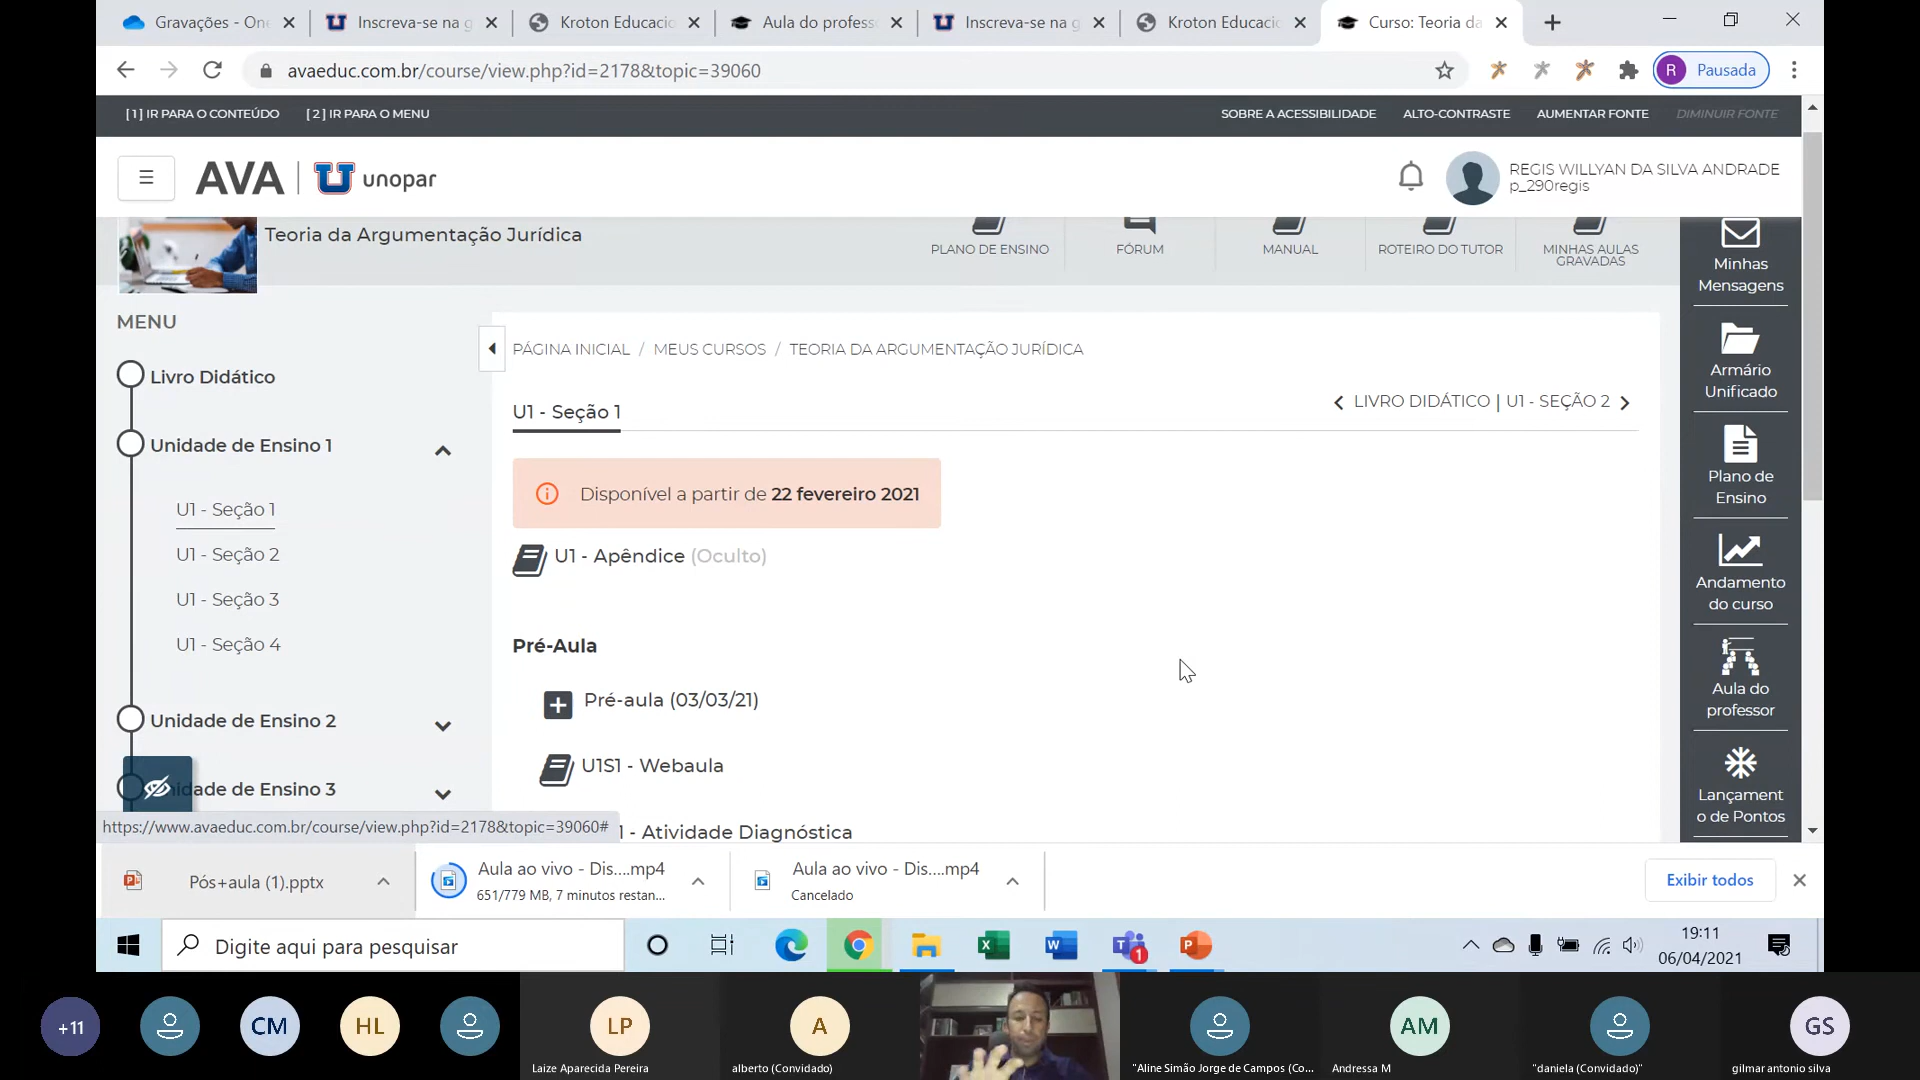 Gravações - One
Inscreva-se na g
Kroton Educacio
Aula do profess
Inscreva-se na g
Kroton Educacio
Curso: Teoria da
avaeduc.com.br/course/view.php?id=2178&topic=39060
R Pausada
[1] IR PARA O CONTEÚDO
[2] IR PARA O MENU
SOBRE A ACESSIBILIDADE
ALTO-CONTRASTE
AUMENTAR FONTE
DIMINUIR FONTE
AVA
unopar
REGIS WILLYAN DA SILVA ANDRADE
p_290regis
Teoria da Argumentação Jurídica
PLANO DE ENSINO
FÓRUM
MANUAL
ROTEIRO DO TUTOR
MINHAS AULAS
GRAVADAS
MENU
Livro Didático
Unidade de Ensino 1
U1 - Seção 1
U1 - Seção 2
U1 - Seção 3
U1 - Seção 4
Unidade de Ensino 2
idade de Ensino 3
PÁGINA INICIAL / MEUS CURSOS / TEORIA DA ARGUMENTAÇÃO JURÍDICA
LIVRO DIDÁTICO | U1 - SEÇÃO 2
U1 - Seção 1
Disponível a partir de 22 fevereiro 2021
U1 - Apêndice (Oculto)
Pré-Aula
Pré-aula (03/03/21)
U1S1 - Webaula
1 - Atividade Diagnóstica
Minhas
Mensagens
Armário
Unificado
Plano de
Ensino
Andamento
do curso
Aula do
professor
Lançament
o de Pontos
https://www.avaeduc.com.br/course/view.php?id=2178&topic=39060#
Pós+aula (1).pptx
Aula ao vivo - Dis....mp4
651/779 MB, 7 minutos restan...
Aula ao vivo - Dis....mp4
Cancelado
Exibir todos
Digite aqui para pesquisar
1
19:11
06/04/2021
+11
CM
HL
LP
Laize Aparecida Pereira
A
alberto (Convidado)
"Aline Simão Jorge de Campos (Co...
AM
Andressa M
"daniela (Convidado)"
GS
gilmar antonio silva